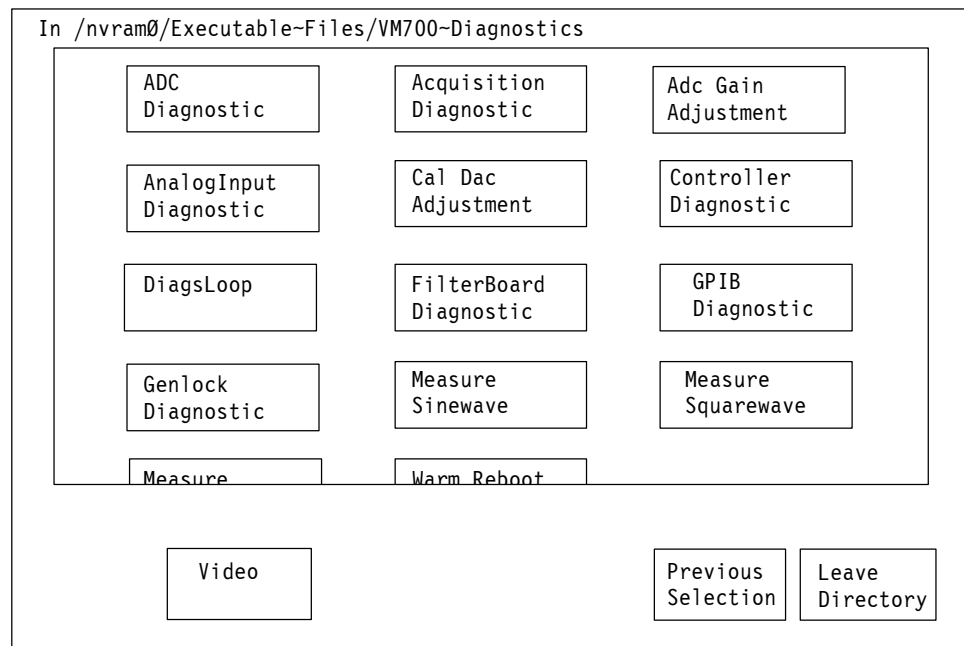 In /nvramØ/Executable~Files/VM700~Diagnostics
ADC
Diagnostic
Acquisition
Diagnostic
Adc Gain
Adjustment
AnalogInput
Diagnostic
Cal Dac
Adjustment
Controller
Diagnostic
DiagsLoop
FilterBoard
Diagnostic
GPIB
Diagnostic
Genlock
Diagnostic
Measure
Sinewave
Measure
Squarewave
Measure
Warm Reboot
Video
Previous
Selection
Leave
Directory